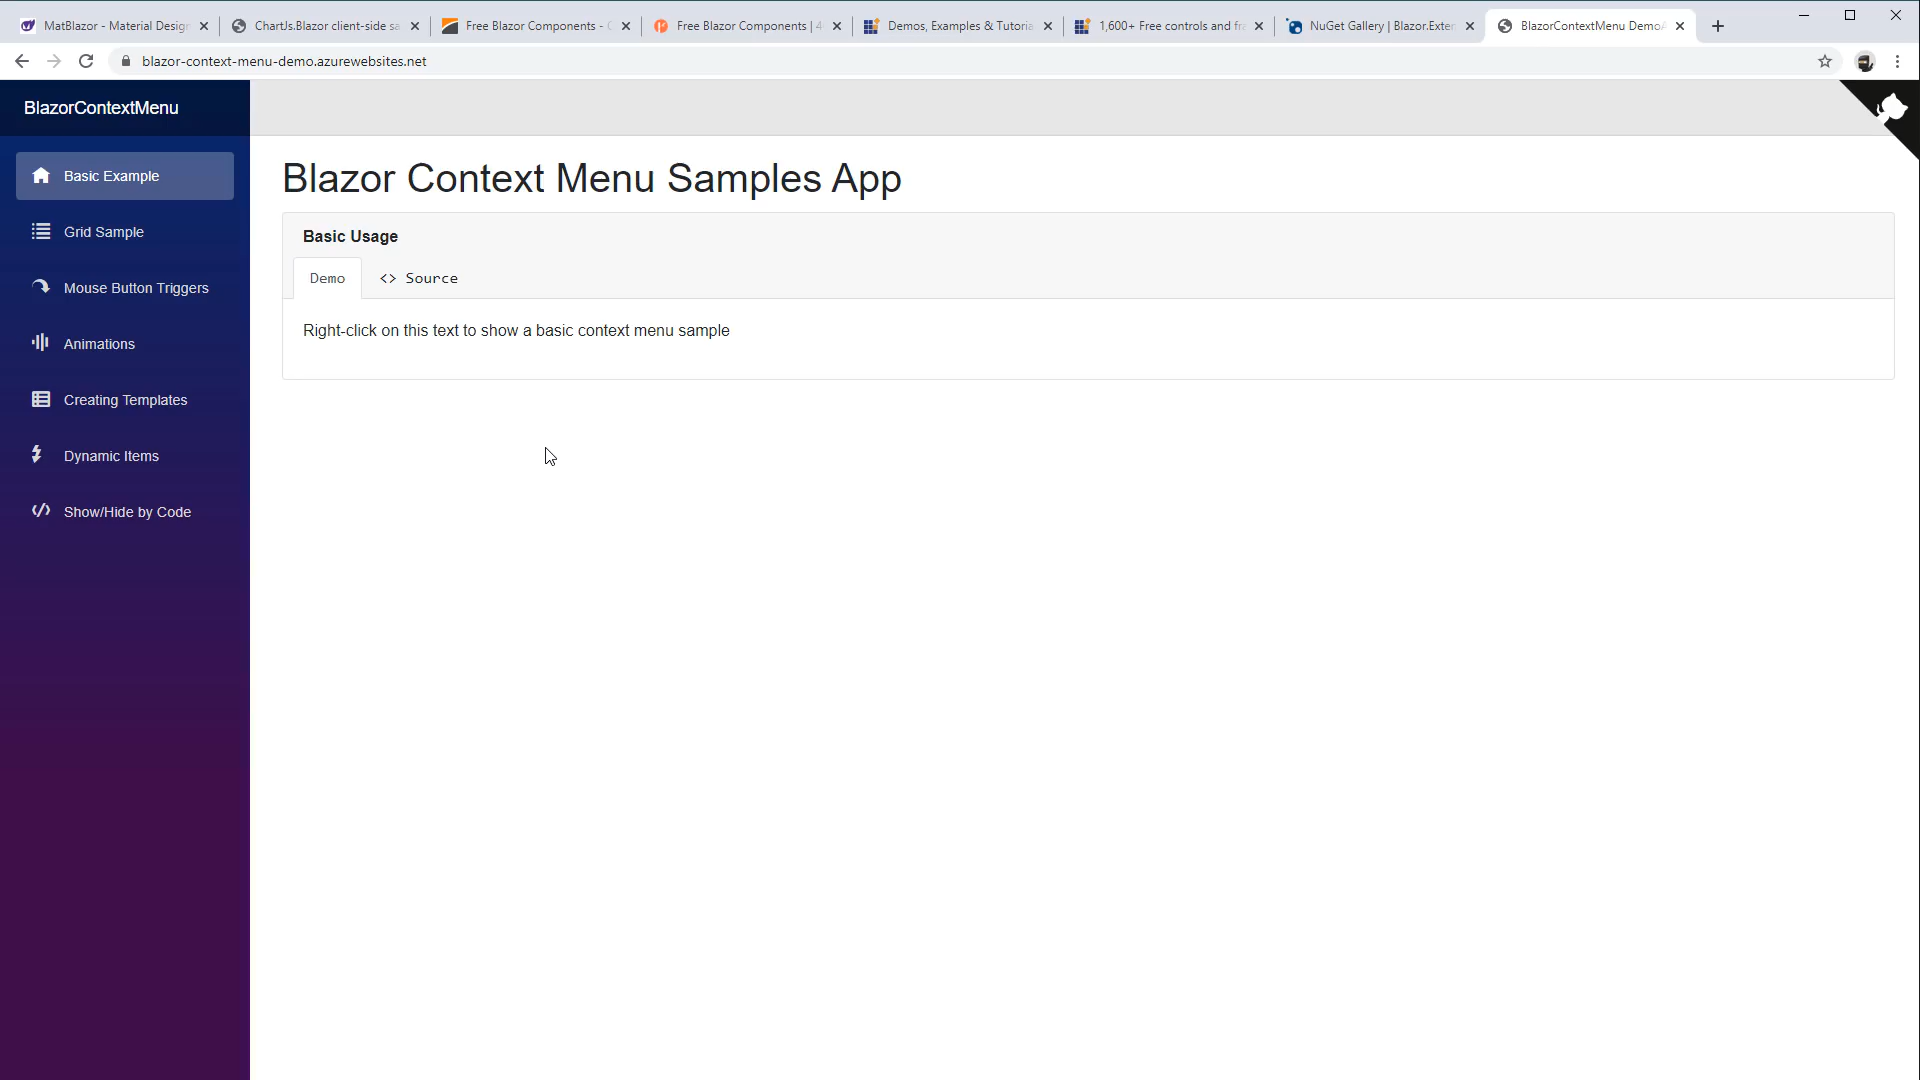 MatBlazor - Material Design
ChartJs.Blazor client-side sa
Free Blazor Components -
Free Blazor Components | 4
Demos, Examples & Tutoria
1,600+ Free controls and fra
NuGet Gallery | Blazor.Exten
BlazorContextMenu Demo
blazor-context-menu-demo.azurewebsites.net
BlazorContextMenu
Basic Example
Grid Sample
Mouse Button Triggers
Animations
Creating Templates
Dynamic Items
Show/Hide by Code
Blazor Context Menu Samples App
Basic Usage
Demo
<> Source
Right-click on this text to show a basic context menu sample